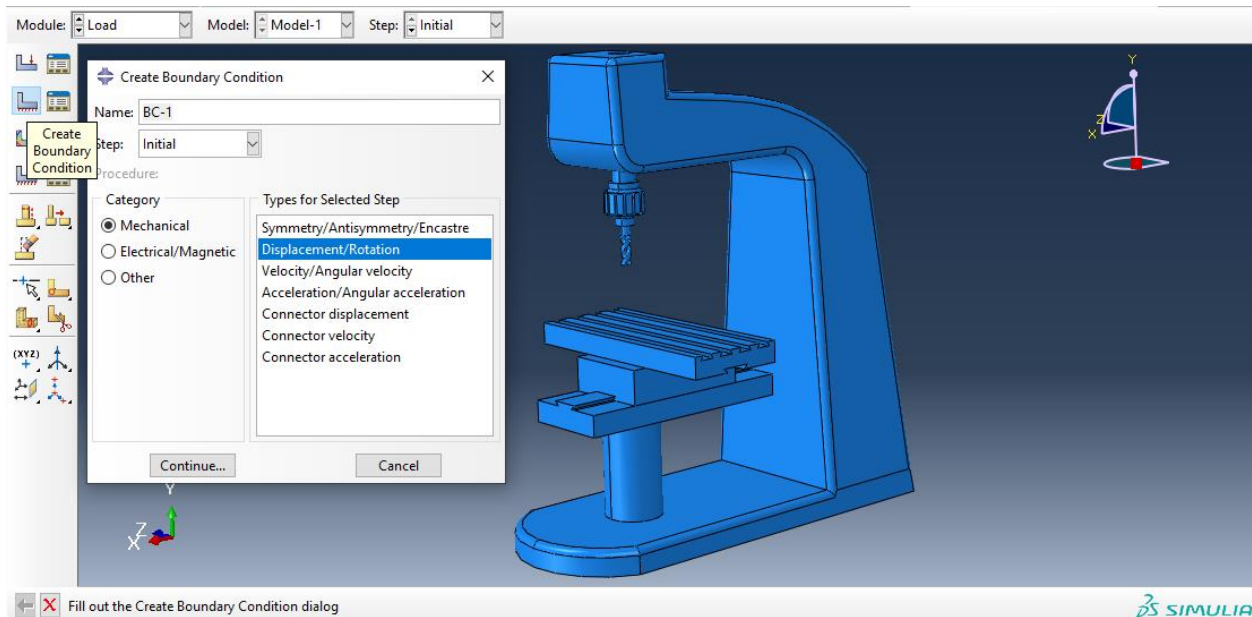 Module: Load Model: Model-1 Step: Initial
Create Boundary Condition
Name: BC-1
Create
Boundary
Condition
Step: Initial
Procedure:
Category
Mechanical
Electrical/Magnetic
Other
Types for Selected Step
Symmetry/Antisymmetry/Encastre
Displacement/Rotation
Velocity/Angular velocity
Acceleration/Angular acceleration
Connector displacement
Connector velocity
Connector acceleration
Continue... Cancel
(XYZ)
Y
Z
X
Y
Z
X
Fill out the Create Boundary Condition dialog
SIMULIA